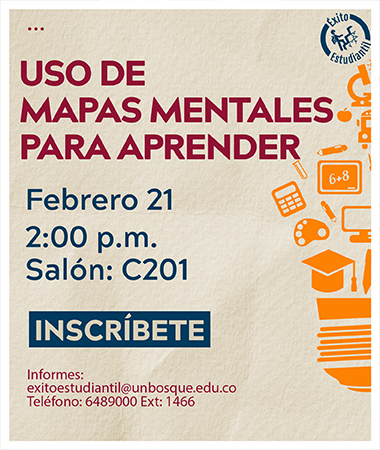 ...
Éxito
Estudiantil
USO DE
MAPAS MENTALES
PARA APRENDER
6+8
Febrero 21
2:00 p.m.
Salón: C201
INSCRÍBETE
Informes:
exitoestudiantil@unbosque.edu.co
Teléfono: 6489000 Ext: 1466